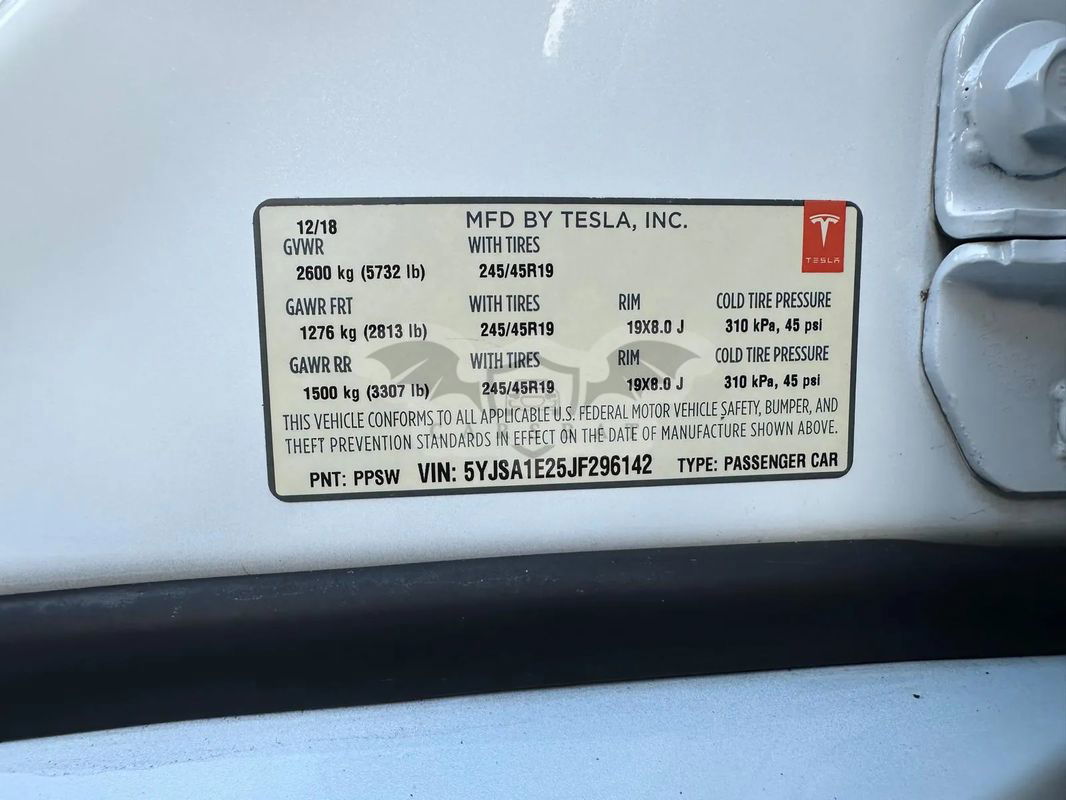 12/18 MFD BY TESLA, INC.
TESLA
GVWR WITH TIRES
2600 kg (5732 lb) 245/45R19
GAWR FRT WITH TIRES RIM COLD TIRE PRESSURE
1276 kg (2813 lb) 245/45R19 19X8.0 J 310 kPa, 45 psi
GAWR RR WITH TIRES RIM COLD TIRE PRESSURE
1500 kg (3307 lb) 245/45R19 19X8.0 J 310 kPa, 45 psi
THIS VEHICLE CONFORMS TO ALL APPLICABLE U.S. FEDERAL MOTOR VEHICLE SAFETY, BUMPER, AND
THEFT PREVENTION STANDARDS IN EFFECT ON THE DATE OF MANUFACTURE SHOWN ABOVE.
PNT: PPSW VIN: 5YJSA1E25JF296142 TYPE: PASSENGER CAR